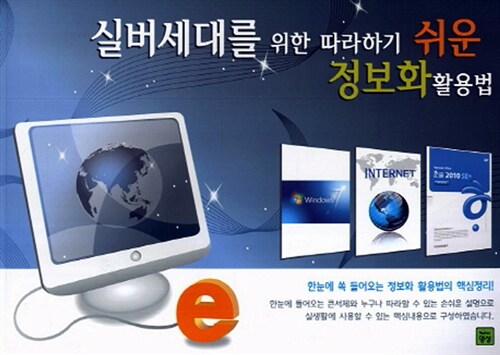 실버세대를 위한 따라하기 쉬운
정보화활용법
Windows 7
INTERNET
한글 2010 SE+
e
한눈에 쏙 들어오는 정보화 활용법의 핵심정리!
한눈에 들어오는 큰서체와 누구나 따라할 수 있는 손쉬운 설명으로
실생활에 사용할 수 있는 핵심내용으로 구성하였습니다.